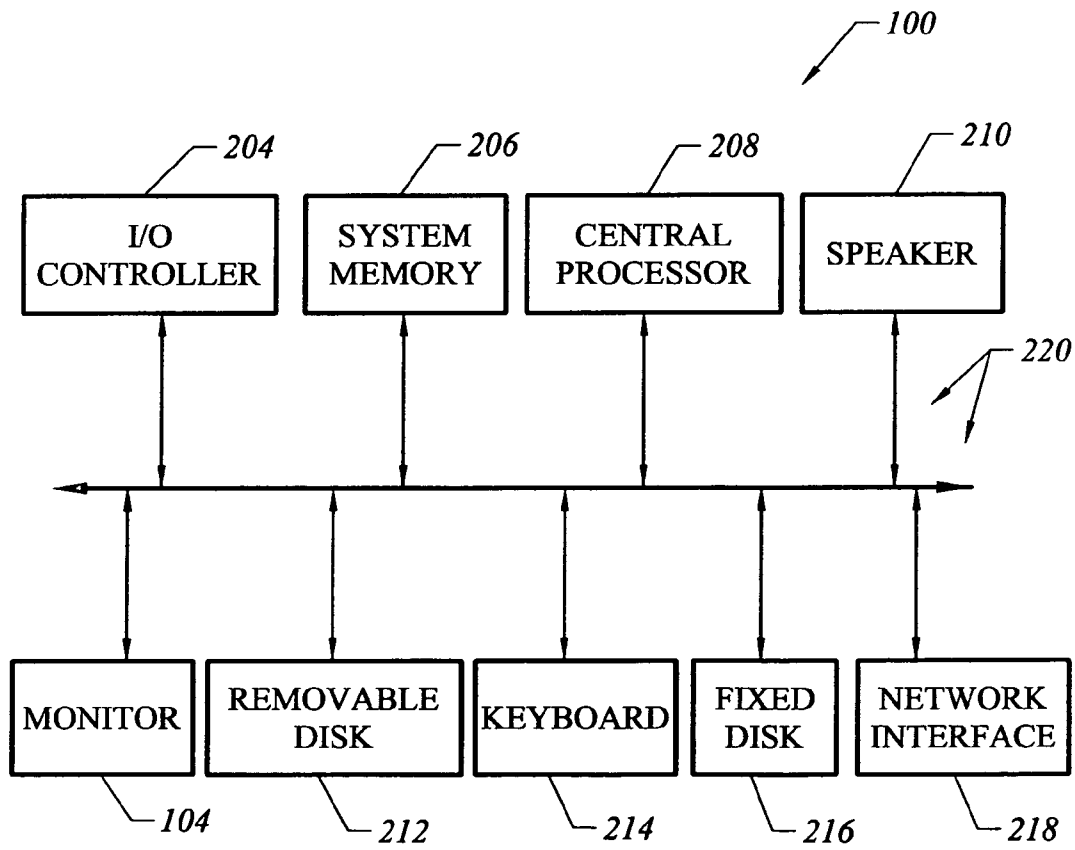 100
204
206
208
210
I/O
CONTROLLER
SYSTEM
MEMORY
CENTRAL
PROCESSOR
SPEAKER
220
MONITOR
REMOVABLE
DISK
KEYBOARD
FIXED
DISK
NETWORK
INTERFACE
104
212
214
216
218